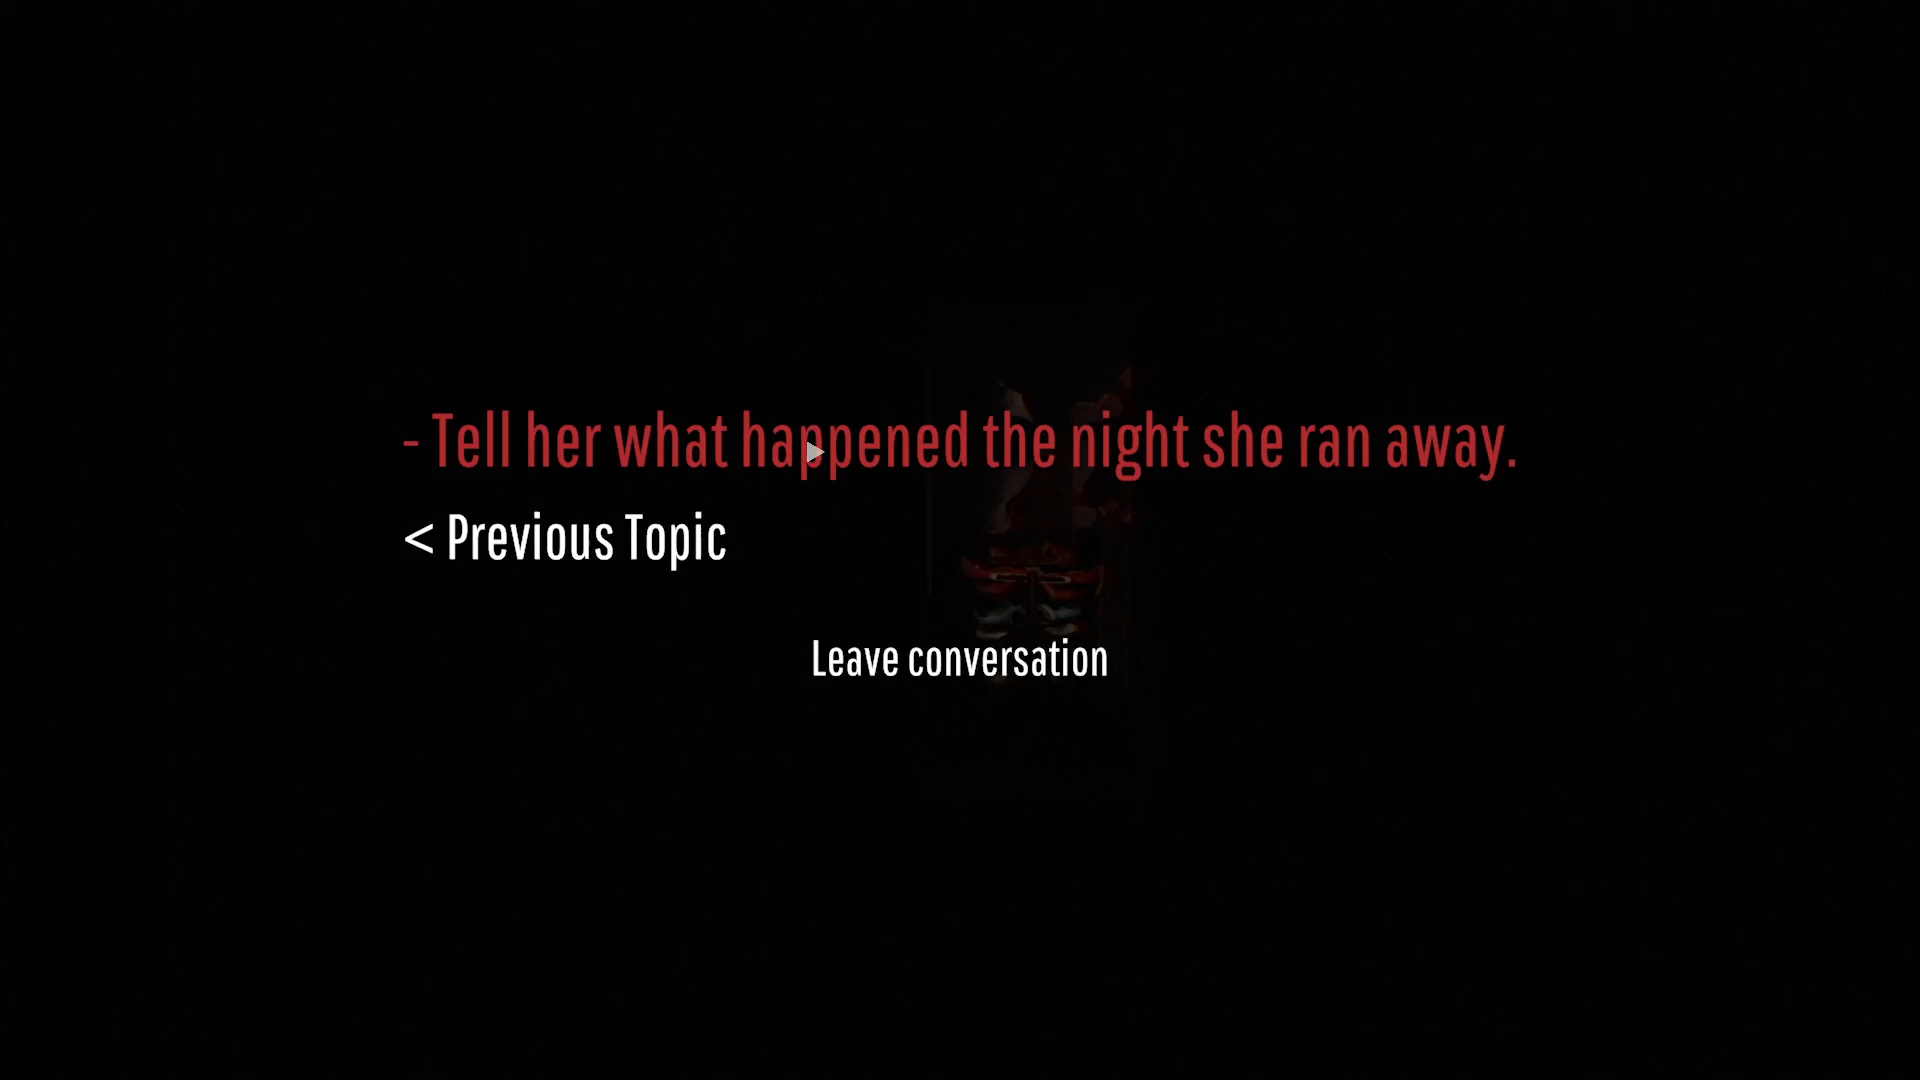 - Tell her what happened the night she ran away.
< Previous Topic
Leave conversation